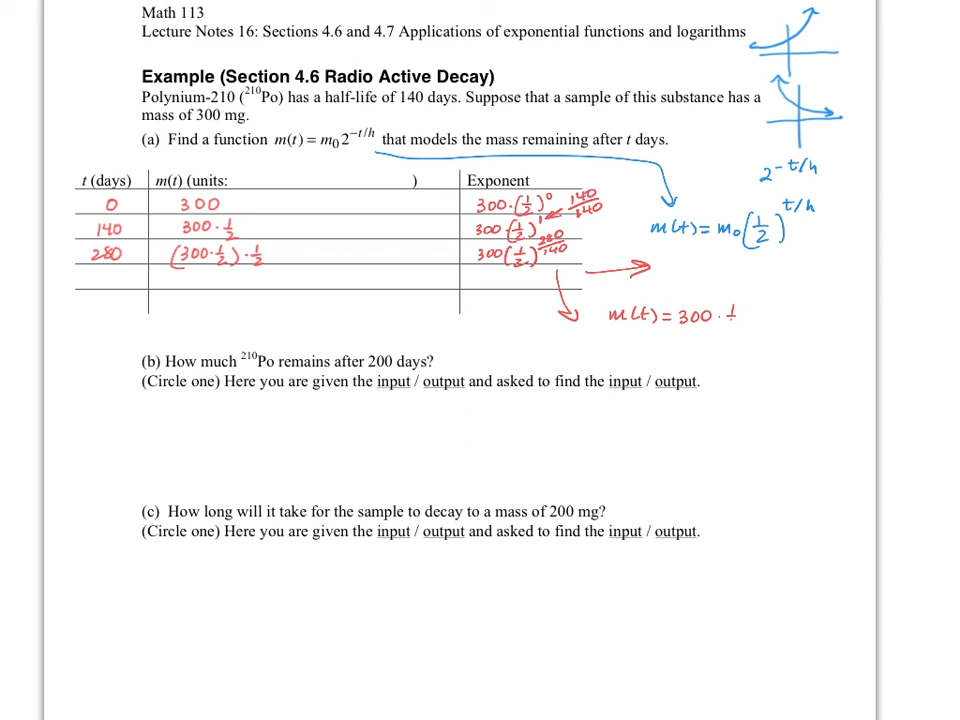 Math 113
Lecture Notes 16: Sections 4.6 and 4.7 Applications of exponential functions and logarithms
Example (Section 4.6 Radio Active Decay)
Polynium-210 (²¹⁰Po) has a half-life of 140 days. Suppose that a sample of this substance has a
mass of 300 mg.
(a) Find a function m(t) = m₀2^(−t/h) that models the mass remaining after t days.
2^(−t/h)
t (days) m(t) (units: ) Exponent
0 300 300·(1/2)^0 140/140
140 300·1/2 300·(1/2)^1
280 (300·1/2)·1/2 300(1/2)^(280/140)
m(t) = m₀(1/2)^(t/h)
m(t) = 300·1
(b) How much ²¹⁰Po remains after 200 days?
(Circle one) Here you are given the input / output and asked to find the input / output.
(c) How long will it take for the sample to decay to a mass of 200 mg?
(Circle one) Here you are given the input / output and asked to find the input / output.